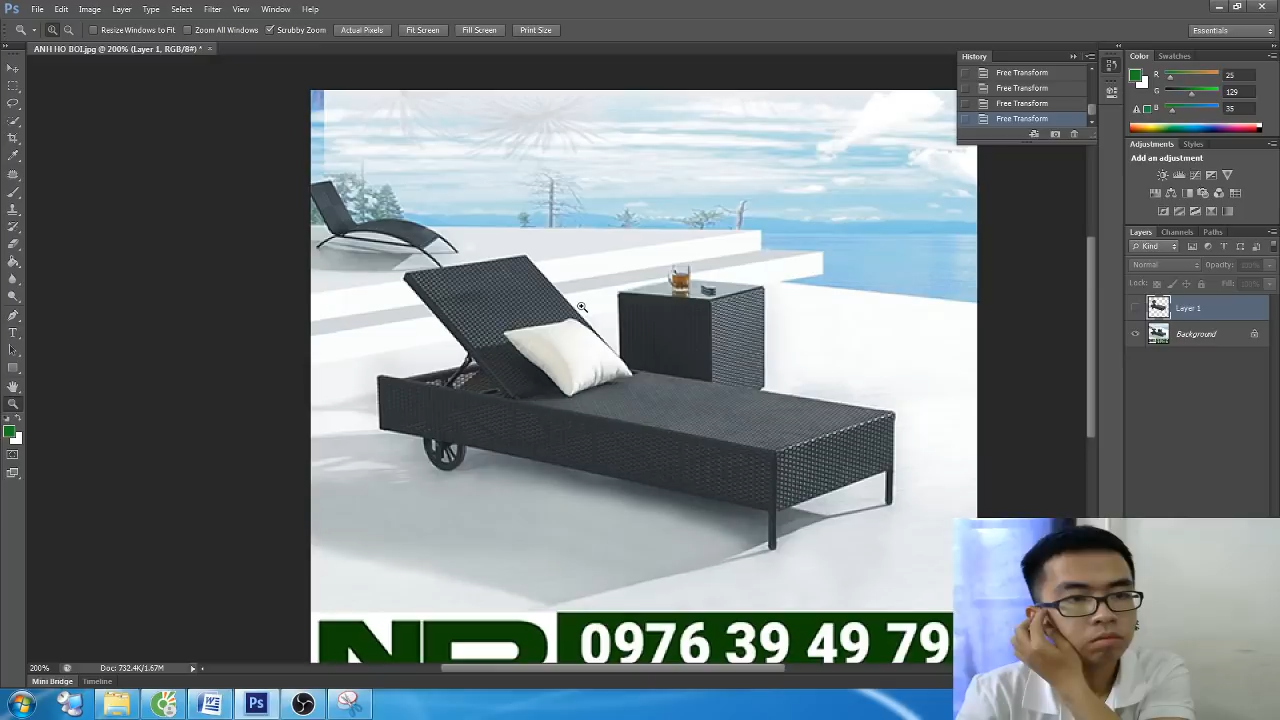 Ps File Edit Image Layer Type Select Filter View Window Help
Resize Windows to Fit Zoom All Windows Scrubby Zoom Actual Pixels Fit Screen Fill Screen Print Size Essentials
ANH HO BOI.jpg @ 200% (Layer 1, RGB/8#) *
History
Free Transform
Free Transform
Free Transform
Free Transform
Color Swatches
R 25
G 129
B 35
Adjustments Styles
Add an adjustment
Layers Channels Paths
Kind
Normal Opacity:
Lock: Fill:
Layer 1
Background
0976 39 49 79
200% Doc: 732.4K/1.67M
Mini Bridge Timeline
Ps